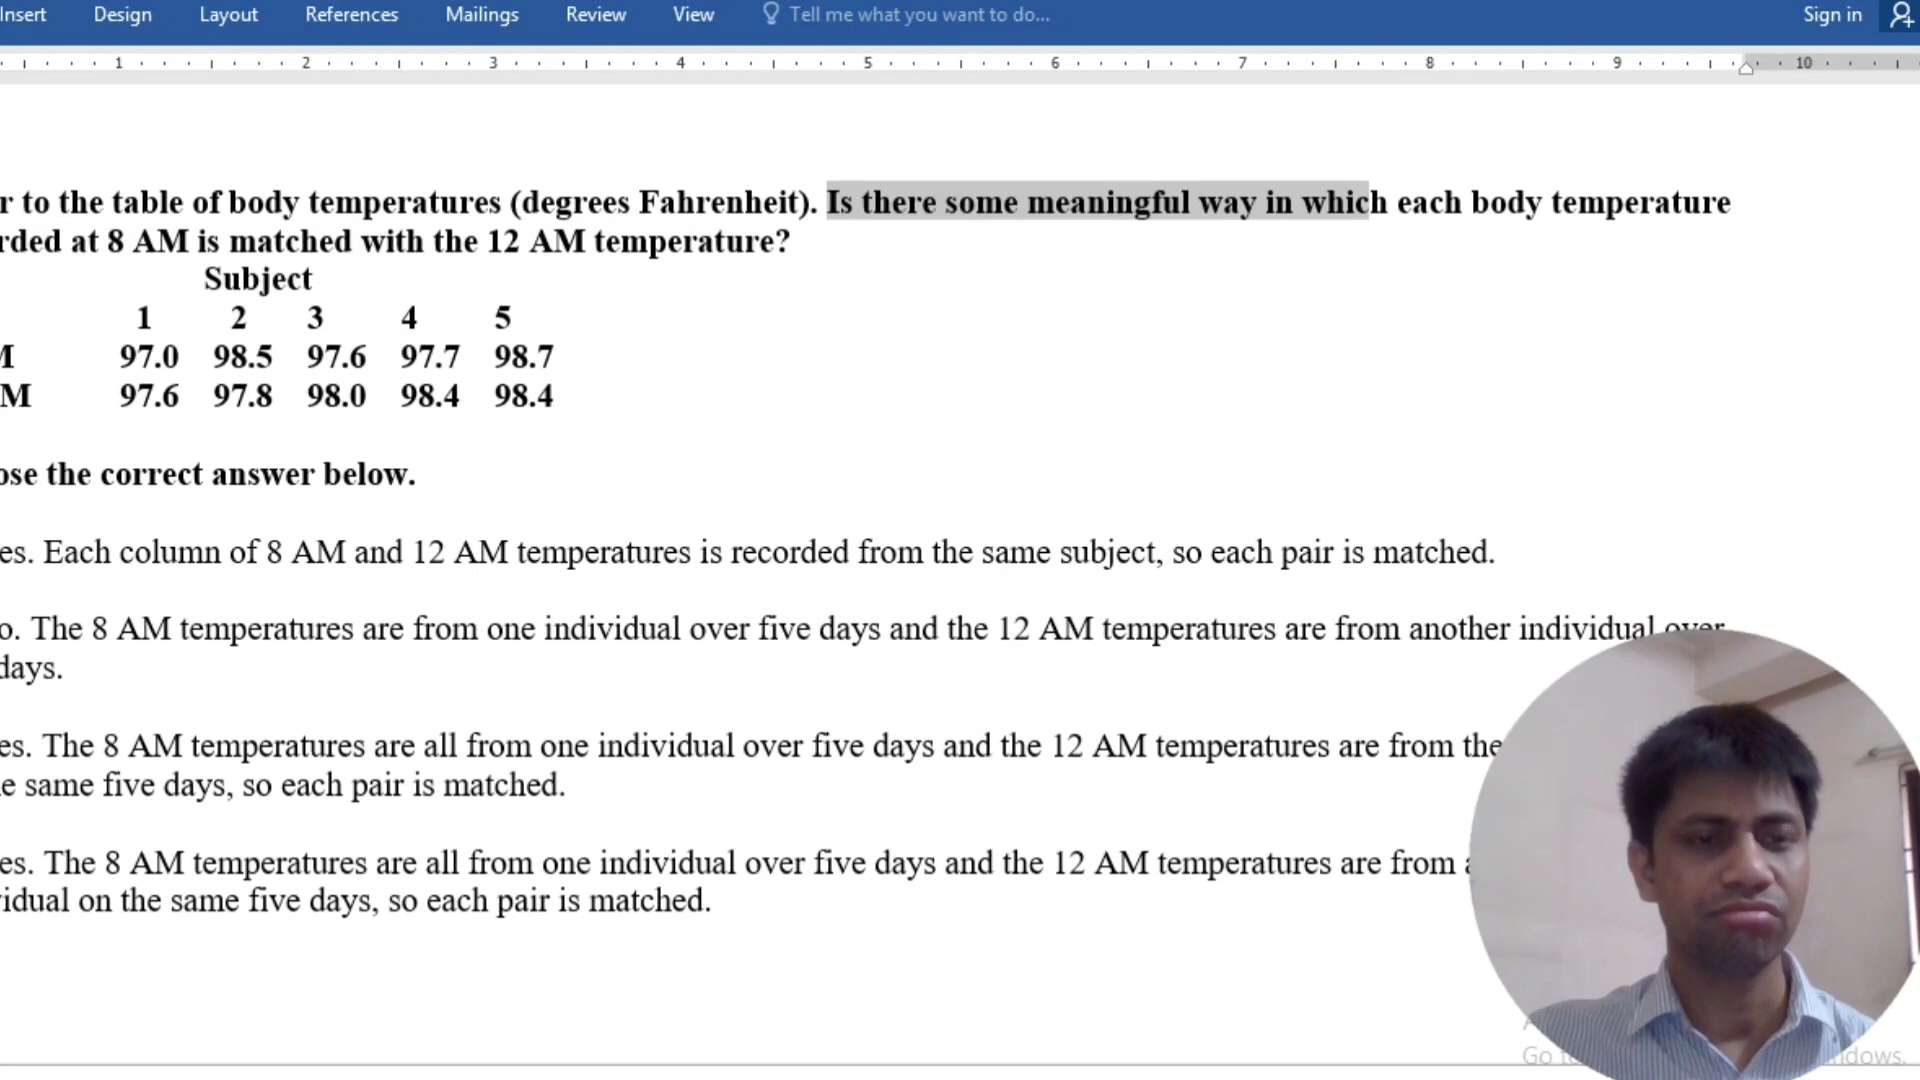 Insert Design Layout References Mailings Review View Tell me what you want to do... Sign in
1 2 3 4 5 6 7 8 9 10
r to the table of body temperatures (degrees Fahrenheit). Is there some meaningful way in which each body temperature
rded at 8 AM is matched with the 12 AM temperature?
Subject
1 2 3 4 5
M 97.0 98.5 97.6 97.7 98.7
M 97.6 97.8 98.0 98.4 98.4
ose the correct answer below.
es. Each column of 8 AM and 12 AM temperatures is recorded from the same subject, so each pair is matched.
o. The 8 AM temperatures are from one individual over five days and the 12 AM temperatures are from another individual over
days.
es. The 8 AM temperatures are all from one individual over five days and the 12 AM temperatures are from the
e same five days, so each pair is matched.
es. The 8 AM temperatures are all from one individual over five days and the 12 AM temperatures are from
vidual on the same five days, so each pair is matched.
Go